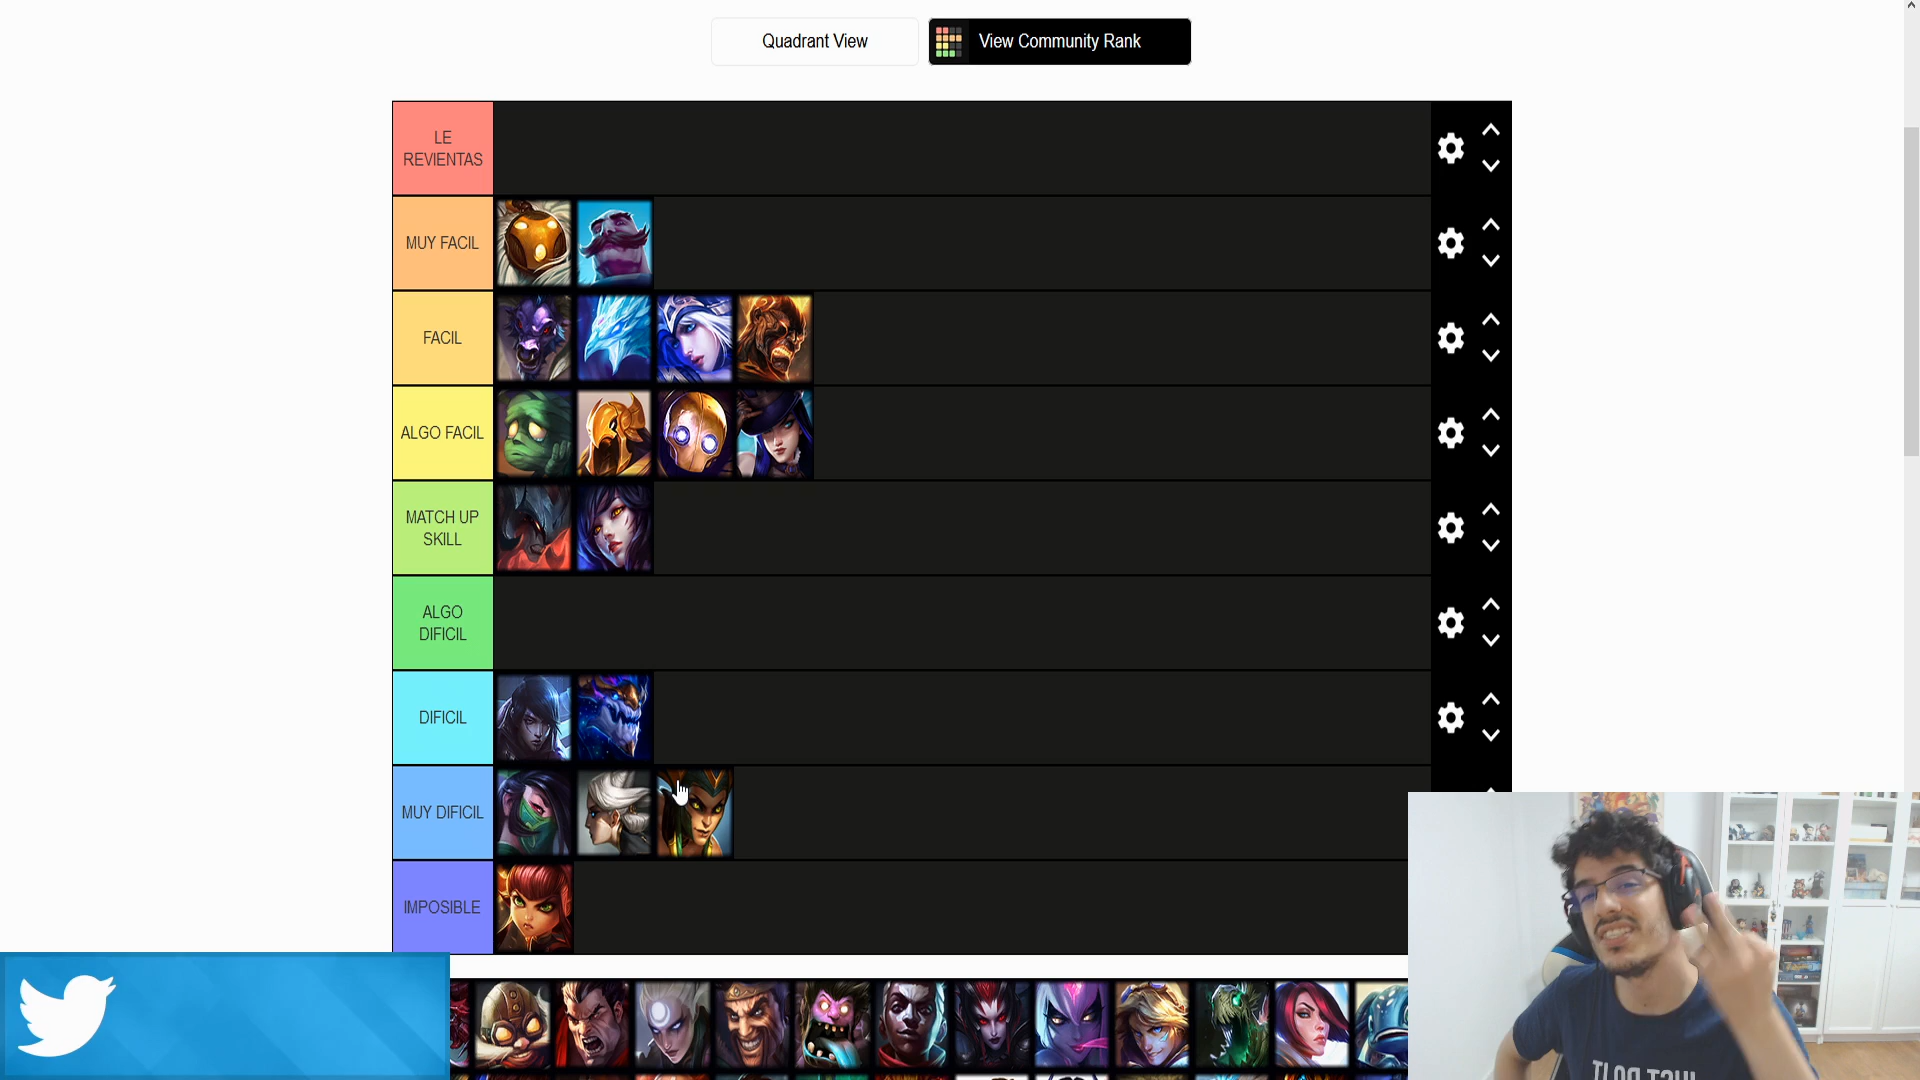 Quadrant View
View Community Rank
LE
REVIENTAS
MUY FACIL
FACIL
ALGO FACIL
MATCH UP
SKILL
ALGO
DIFICIL
DIFICIL
MUY DIFICIL
IMPOSIBLE